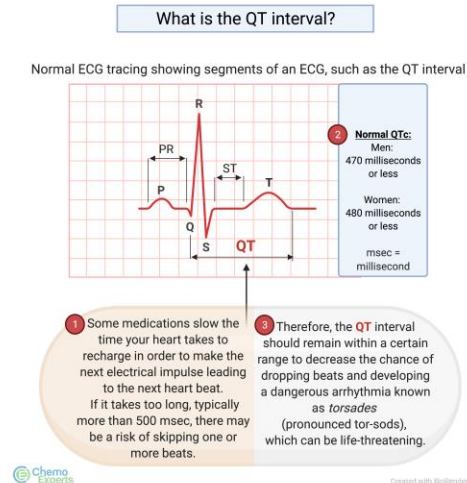 What is the QT interval?
Normal ECG tracing showing segments of an ECG, such as the QT interval
R
PR
ST
P
T
Q
S
QT
2
Normal QTc:
Men:
470 milliseconds
or less
Women:
480 milliseconds
or less
msec =
millisecond
1
Some medications slow the
time your heart takes to
recharge in order to make the
next electrical impulse leading
to the next heart beat.
If it takes too long, typically
more than 500 msec, there may
be a risk of skipping one or
more beats.
3
Therefore, the QT interval
should remain within a certain
range to decrease the chance of
dropping beats and developing
a dangerous arrhythmia known
as torsades
(pronounced tor-sods),
which can be life-threatening.
Chemo
Experts
Created with BioRender